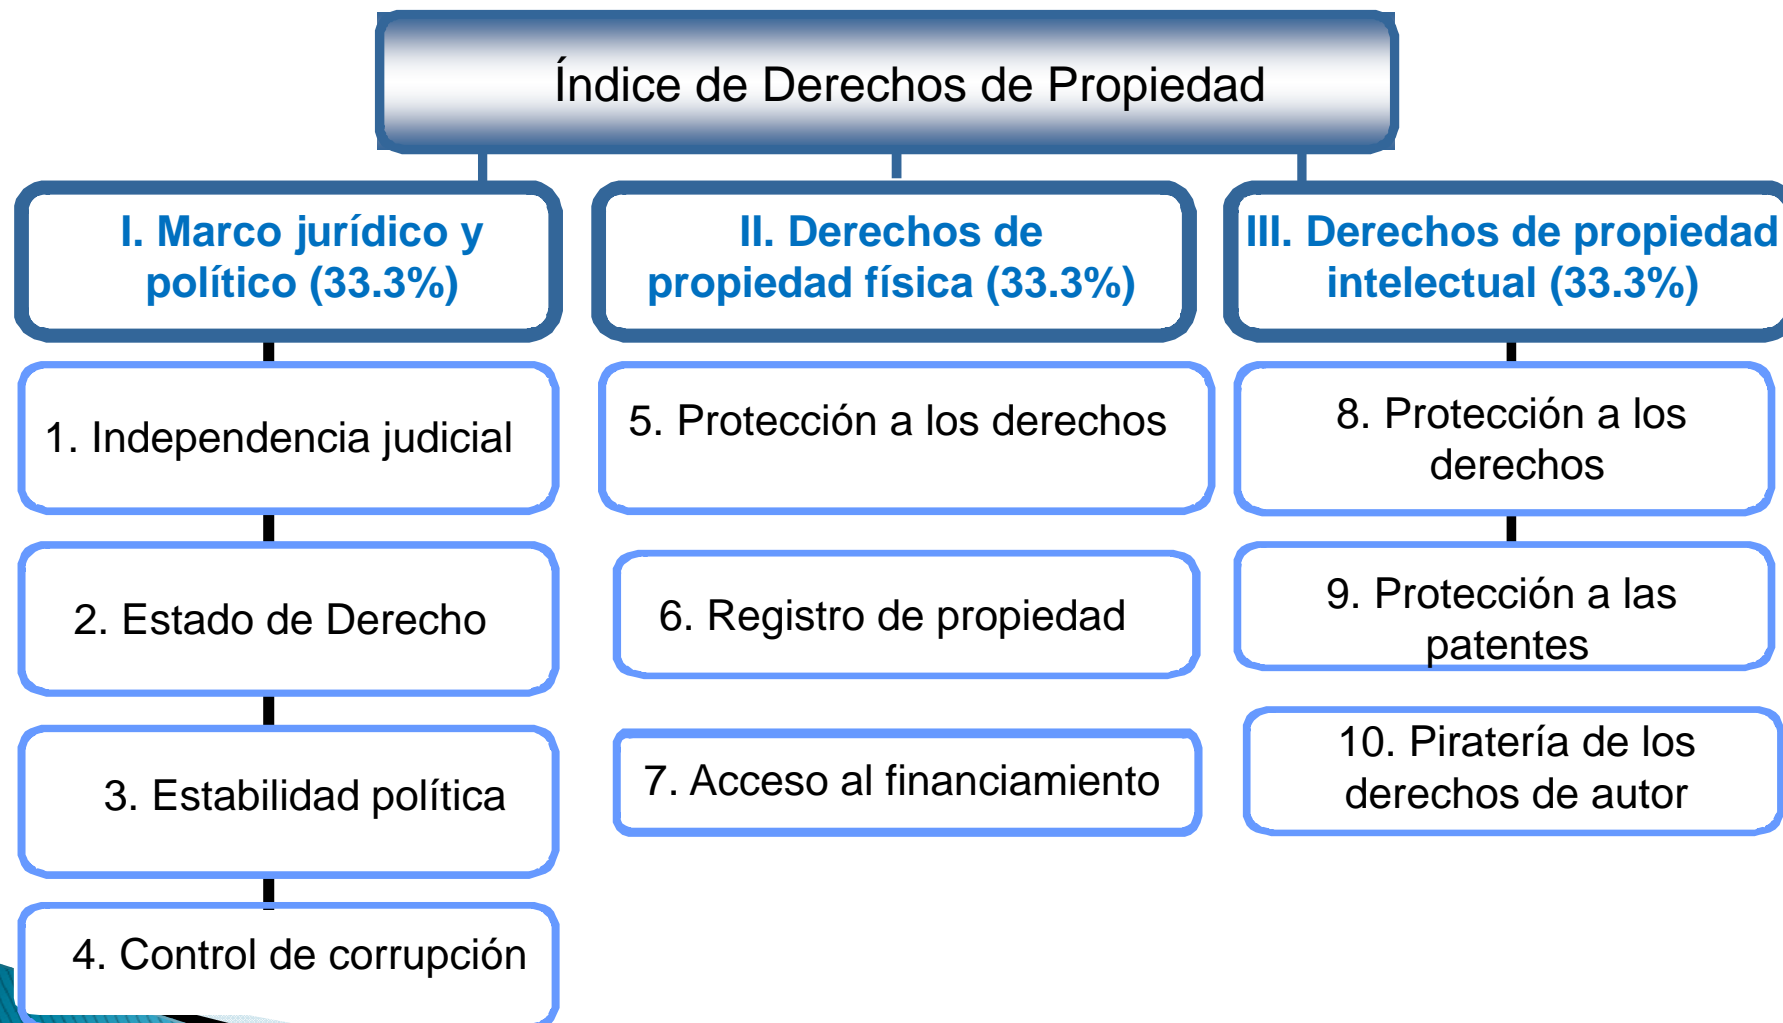 Índice de Derechos de Propiedad
I. Marco jurídico y
político (33.3%)
II. Derechos de
propiedad física (33.3%)
III. Derechos de propiedad
intelectual (33.3%)
1. Independencia judicial
2. Estado de Derecho
3. Estabilidad política
4. Control de corrupción
5. Protección a los derechos
6. Registro de propiedad
7. Acceso al financiamiento
8. Protección a los
derechos
9. Protección a las
patentes
10. Piratería de los
derechos de autor